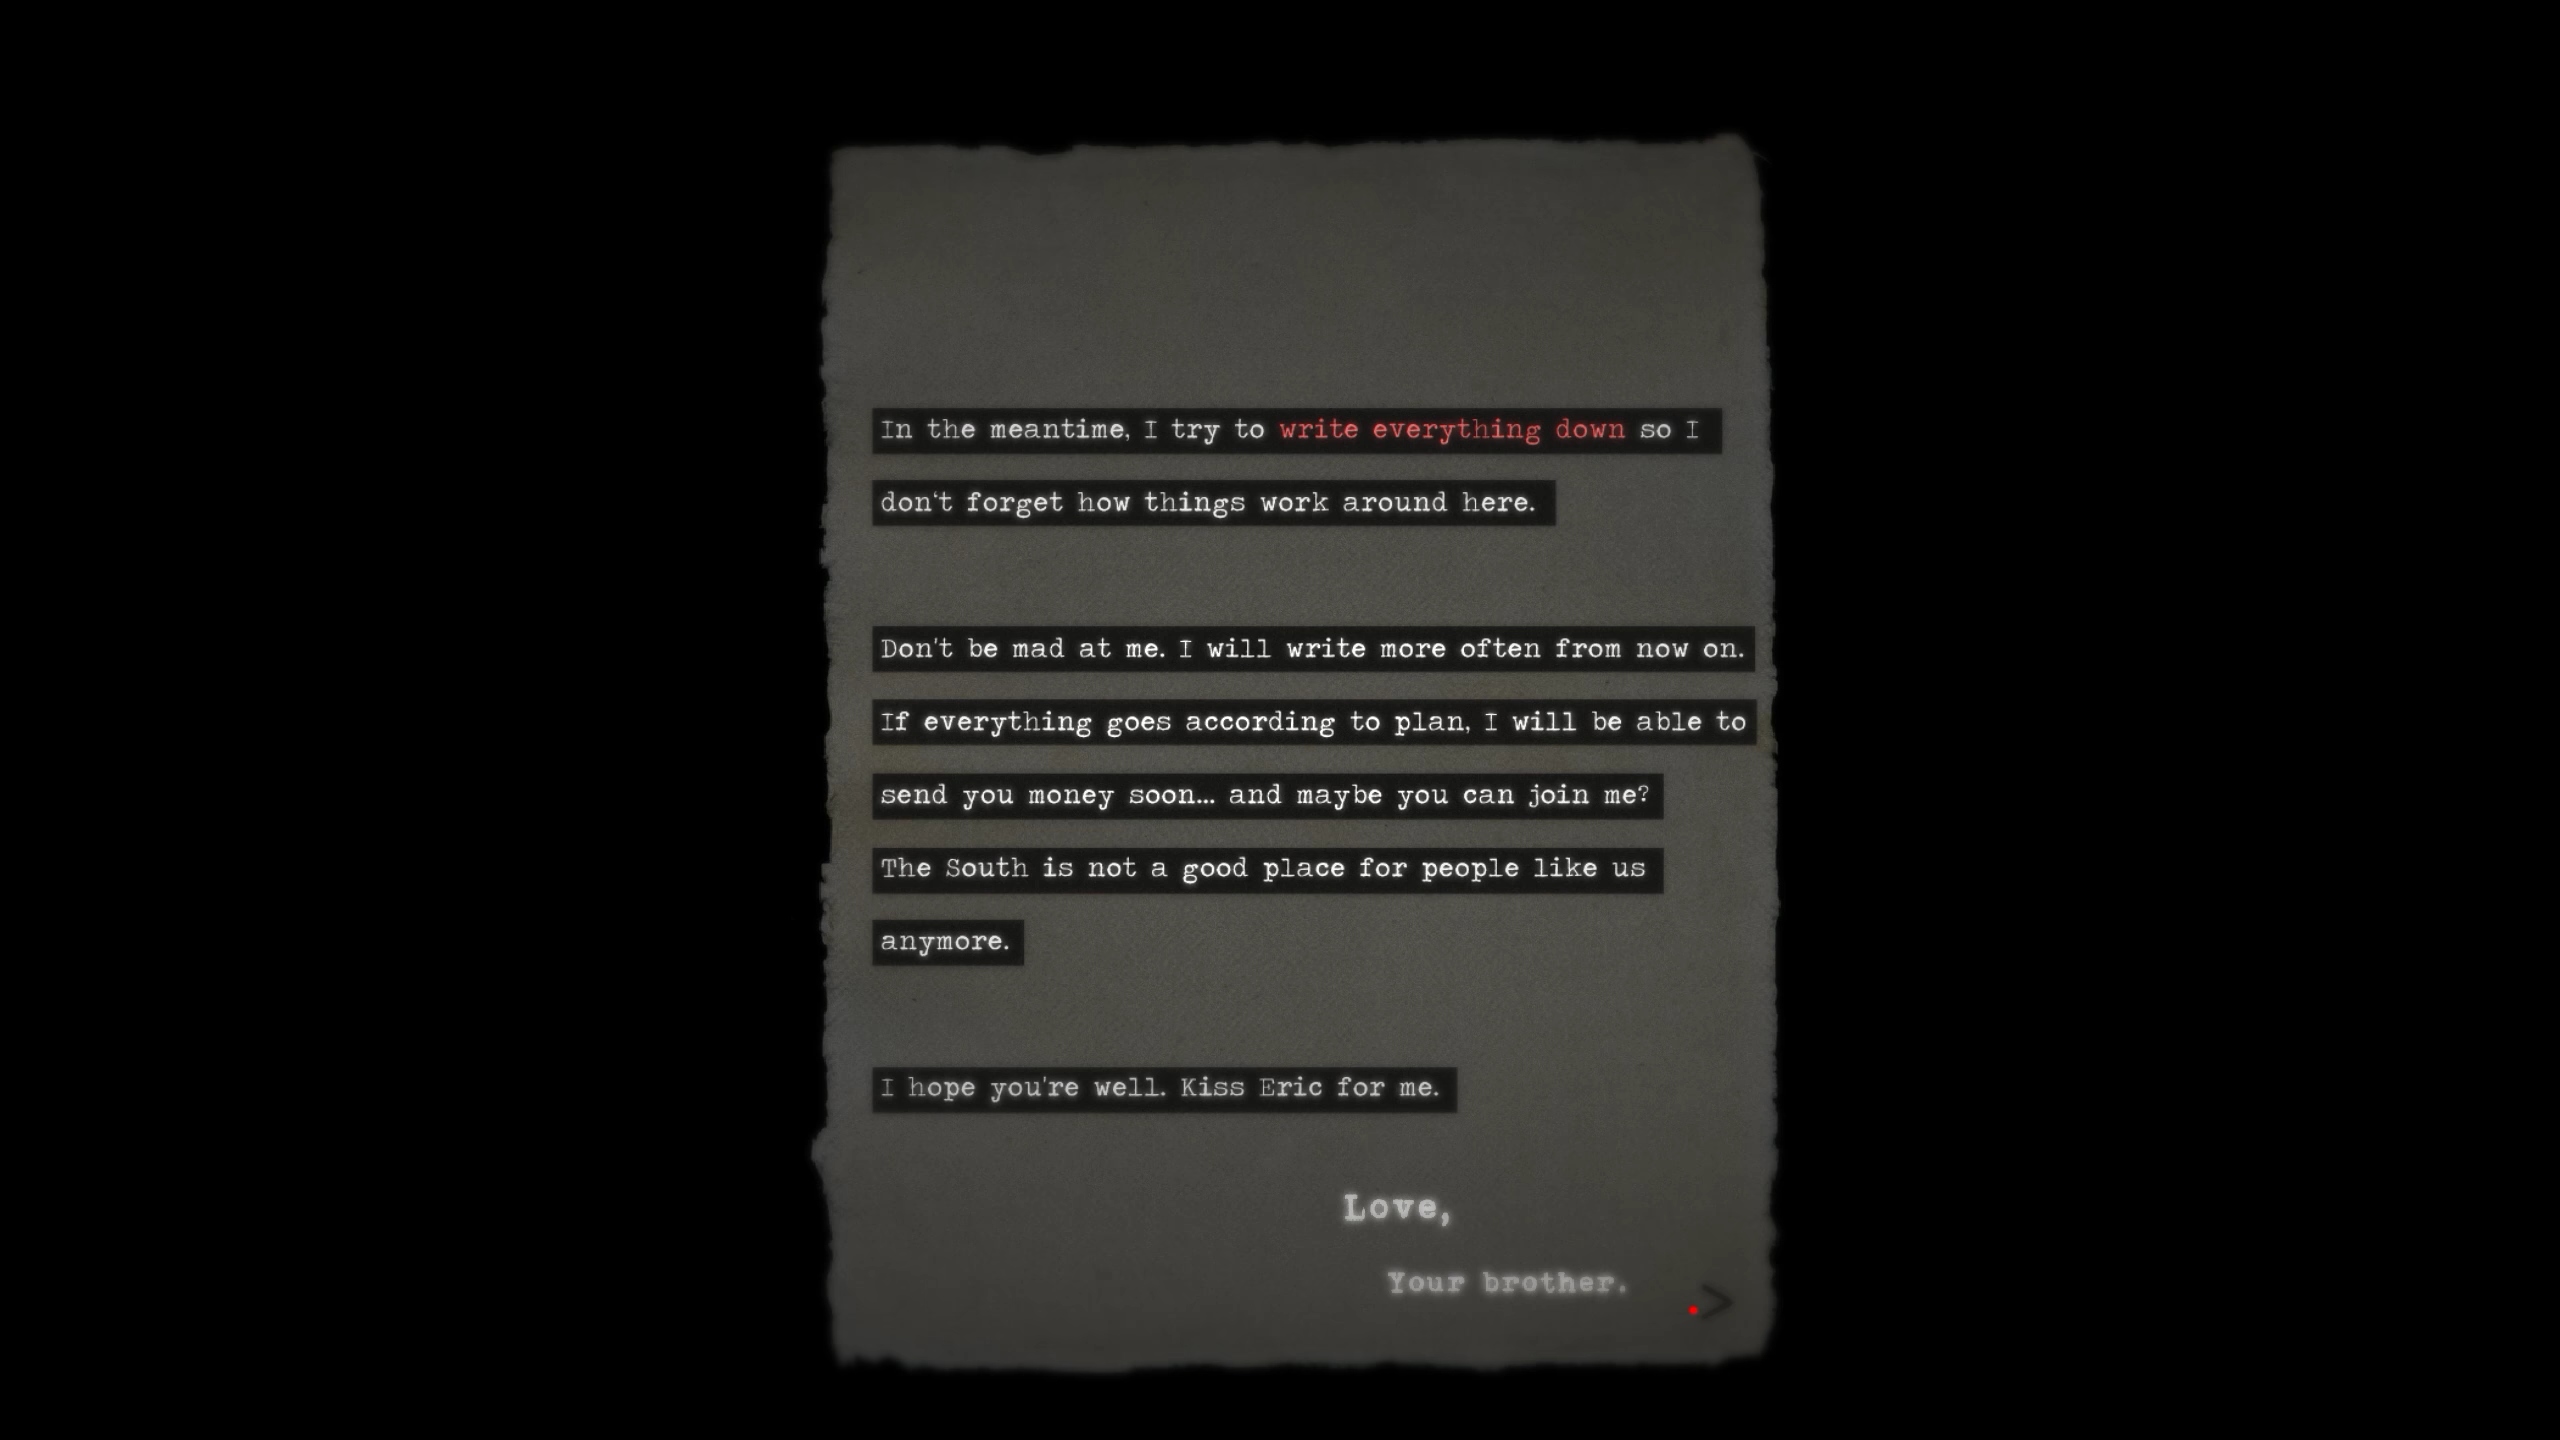 In the meantime, I try to write everything down so I
don't forget how things work around here.
Don't be mad at me. I will write more often from now on.
If everything goes according to plan, I will be able to
send you money soon... and maybe you can join me?
The South is not a good place for people like us
anymore.
I hope you're well. Kiss Eric for me.
Love,
Your brother.
>